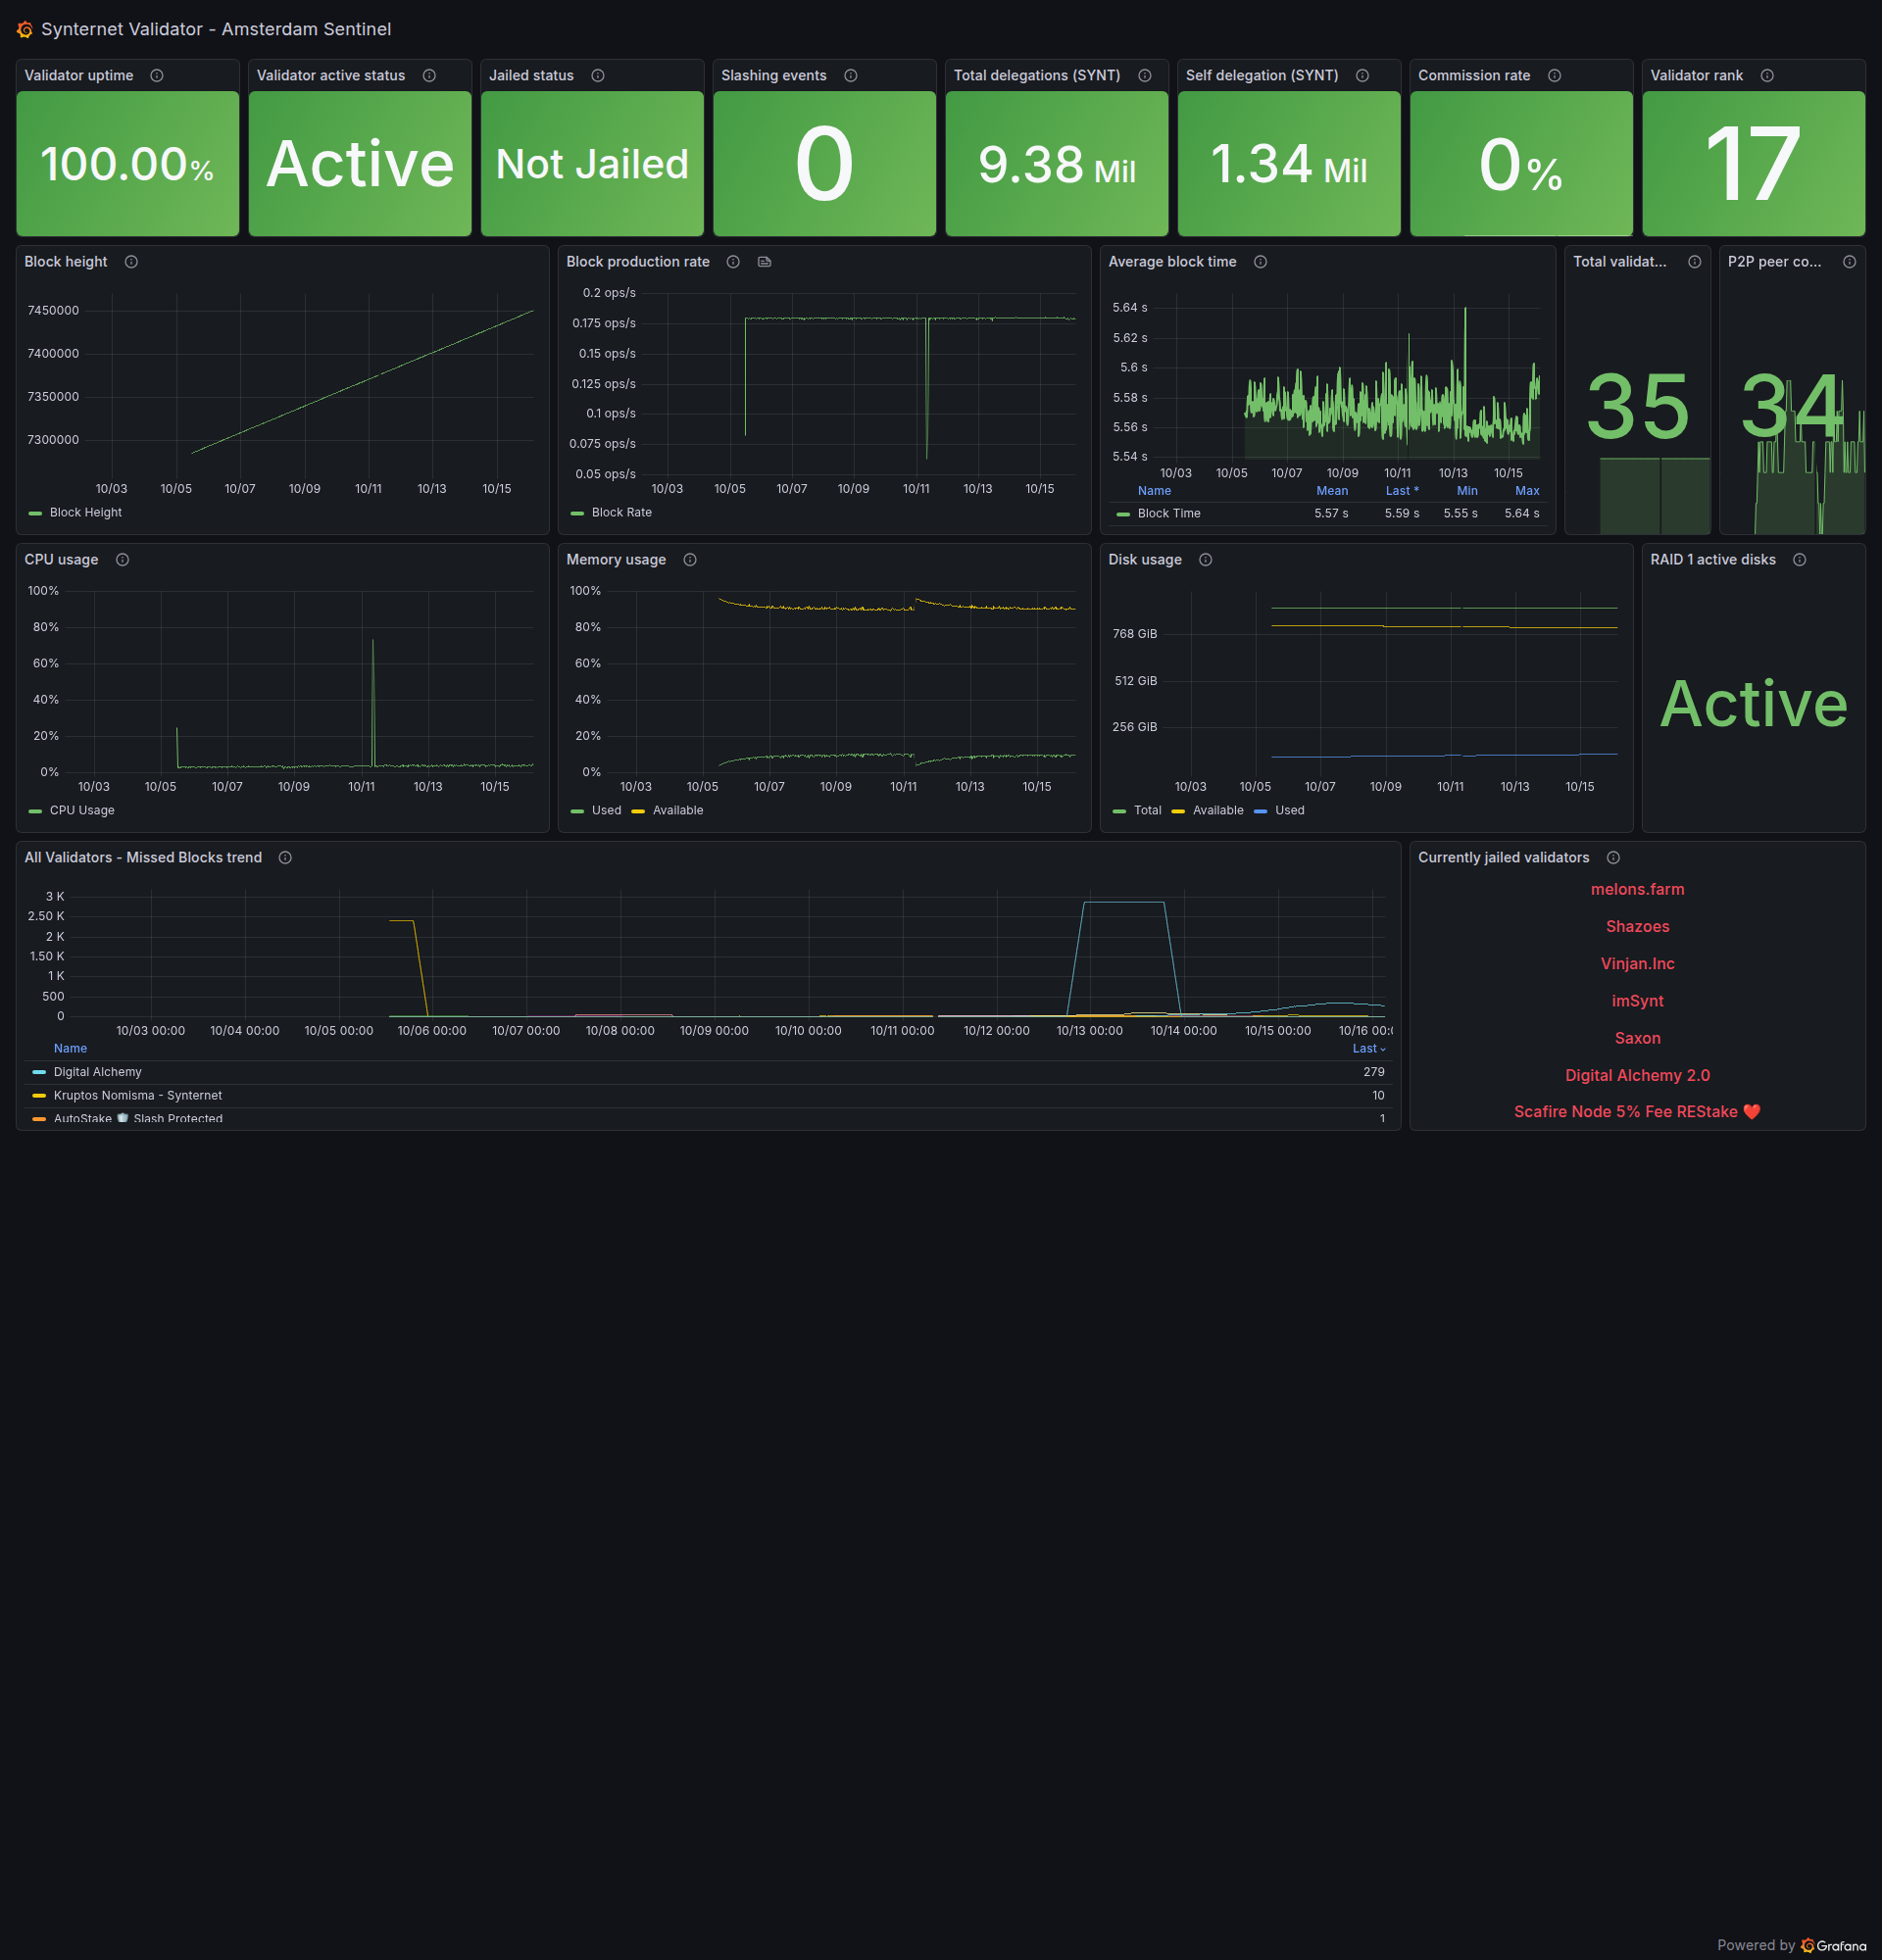 Synternet Validator - Amsterdam Sentinel
Validator uptime
100.00%
Validator active status
Active
Jailed status
Not Jailed
Slashing events
0
Total delegations (SYNT)
9.38 Mil
Self delegation (SYNT)
1.34 Mil
Commission rate
0%
Validator rank
17
Block height
7450000
7400000
7350000
7300000
10/03 10/05 10/07 10/09 10/11 10/13 10/15
Block Height
Block production rate
0.2 ops/s
0.175 ops/s
0.15 ops/s
0.125 ops/s
0.1 ops/s
0.075 ops/s
0.05 ops/s
10/03 10/05 10/07 10/09 10/11 10/13 10/15
Block Rate
Average block time
5.64 s
5.62 s
5.6 s
5.58 s
5.56 s
5.54 s
10/03 10/05 10/07 10/09 10/11 10/13 10/15
Name Mean Last * Min Max
Block TIme 5.57 s 5.59 s 5.55 s 5.64 s
Total validat...
35
P2P peer co...
34
CPU usage
100%
80%
60%
40%
20%
0%
10/03 10/05 10/07 10/09 10/11 10/13 10/15
CPU Usage
Memory usage
100%
80%
60%
40%
20%
0%
10/03 10/05 10/07 10/09 10/11 10/13 10/15
Used Available
Disk usage
768 GiB
512 GiB
256 GiB
10/03 10/05 10/07 10/09 10/11 10/13 10/15
Total Available Used
RAID 1 active disks
Active
All Validators - Missed Blocks trend
3 K
2.50 K
2 K
1.50 K
1 K
500
0
10/03 00:00 10/04 00:00 10/05 00:00 10/06 00:00 10/07 00:00 10/08 00:00 10/09 00:00 10/10 00:00 10/11 00:00 10/12 00:00 10/13 00:00 10/14 00:00 10/15 00:00 10/16 00:0
Name Last
Digital Alchemy 279
Kruptos Nomisma - Synternet 10
AutoStake 🛡️ Slash Protected 1
Currently jailed validators
melons.farm
Shazoes
Vinjan.Inc
imSynt
Saxon
Digital Alchemy 2.0
Scafire Node 5% Fee REStake ❤️
Powered by Grafana